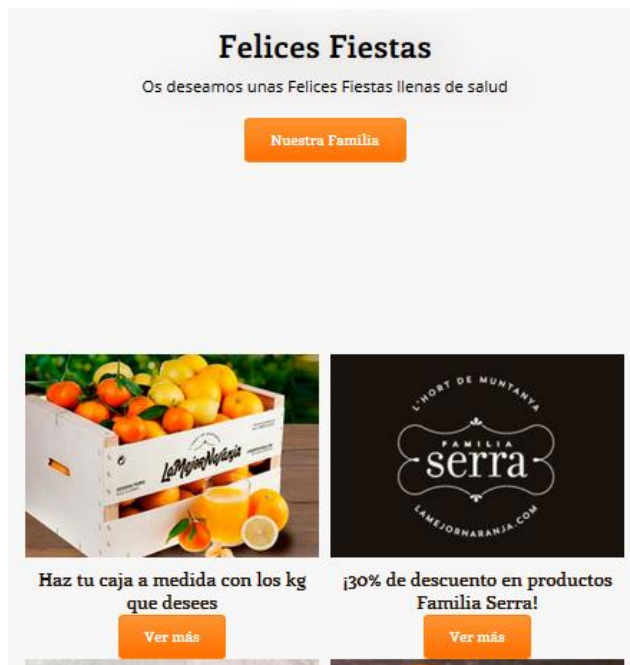 Felices Fiestas
Os deseamos unas Felices Fiestas llenas de salud
Nuestra Familia
LaMejorNaranja
L'HORT DE MUNTANYA
FAMILIA
serra
LAMEJORNARANJA.COM
Haz tu caja a medida con los kg
que desees
Ver más
¡30% de descuento en productos
Familia Serra!
Ver más